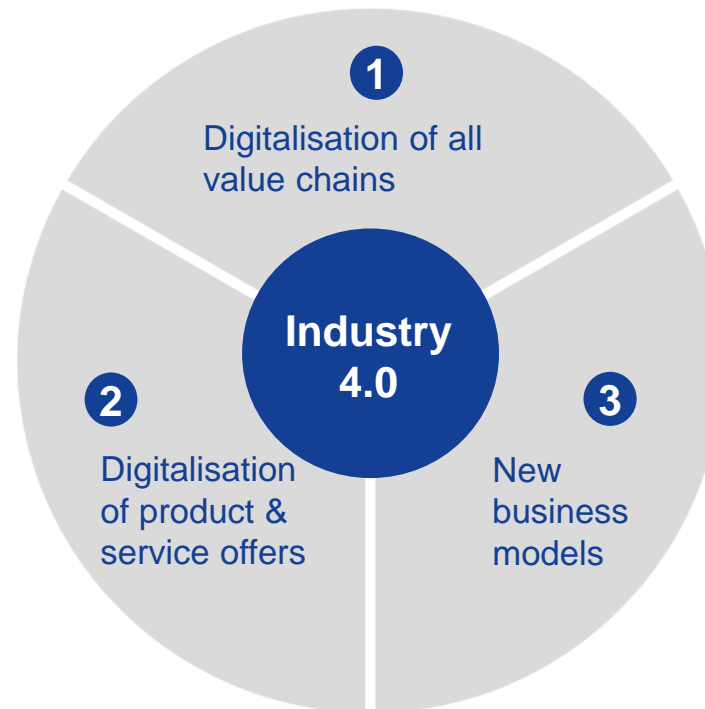 1
Digitalisation of all
value chains
Industry
4.0
2
Digitalisation
of product &
service offers
3
New
business
models